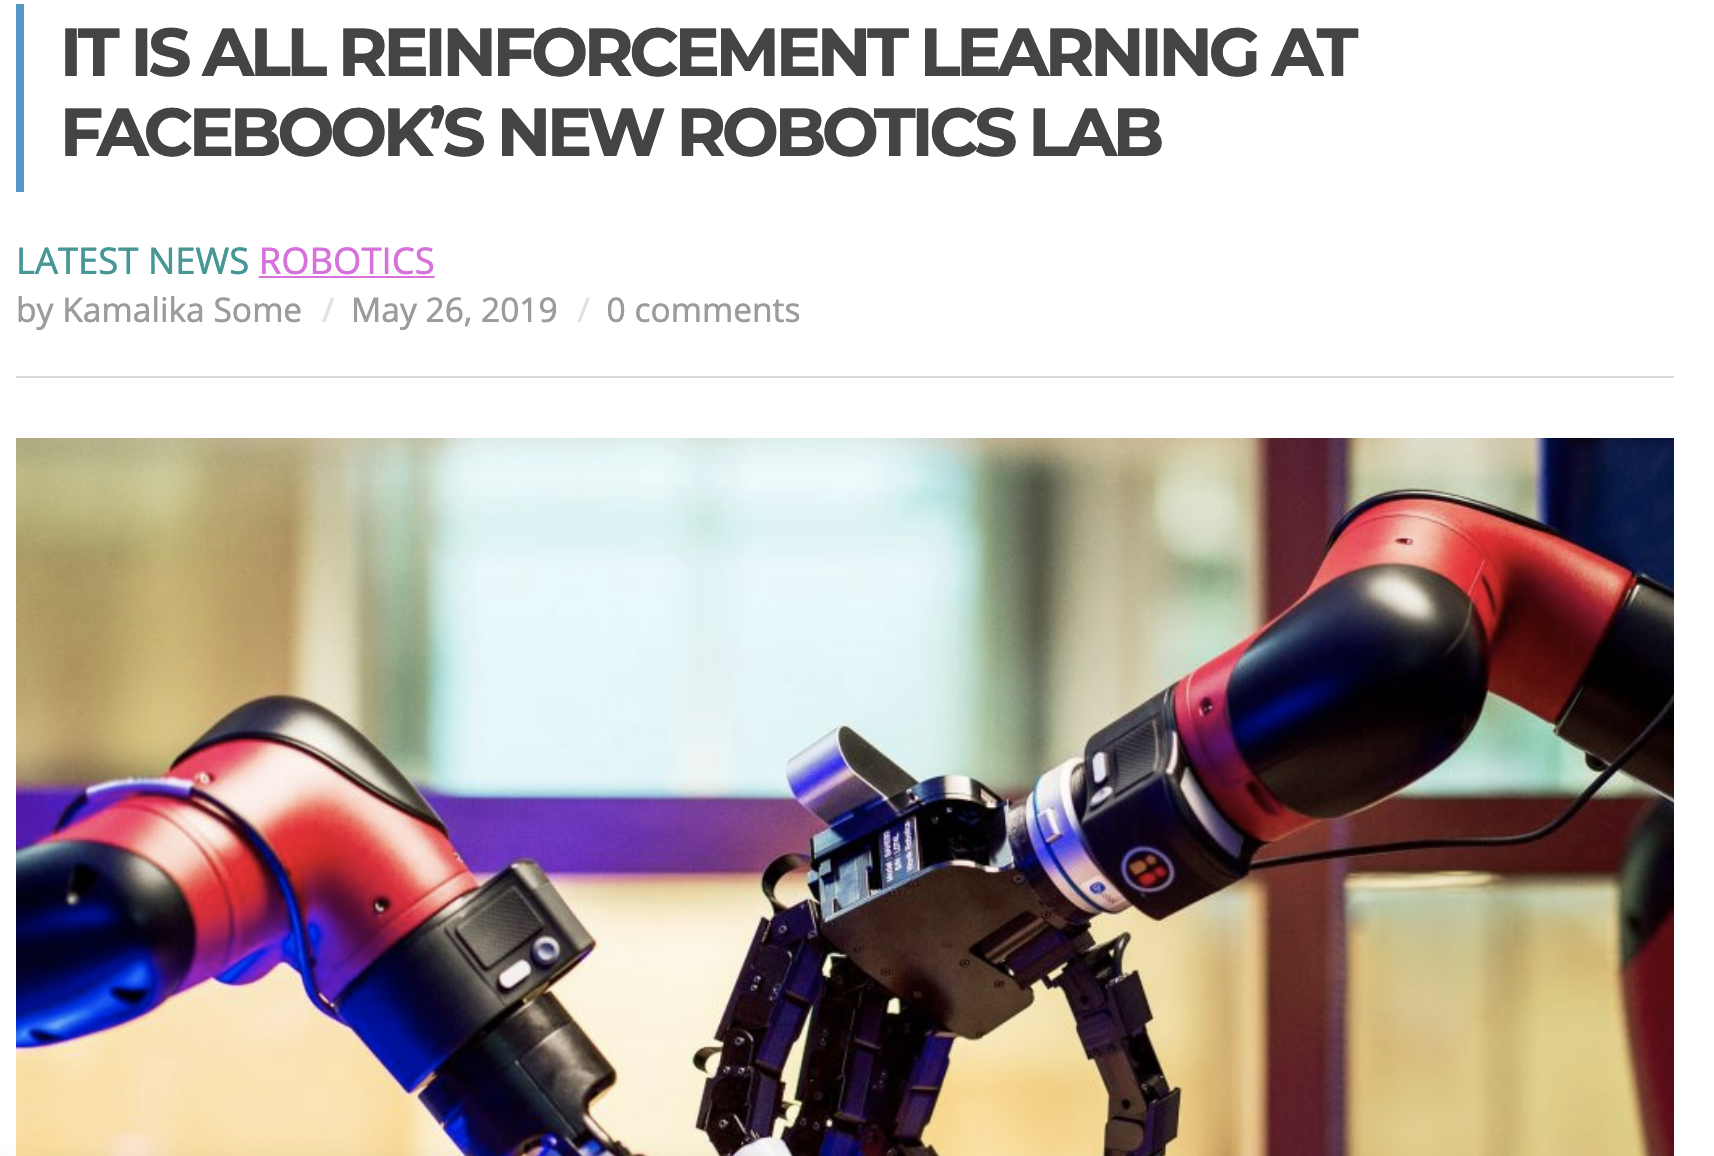 IT IS ALL REINFORCEMENT LEARNING AT
FACEBOOK’S NEW ROBOTICS LAB
LATEST NEWS ROBOTICS
by Kamalika Some / May 26, 2019 / 0 comments